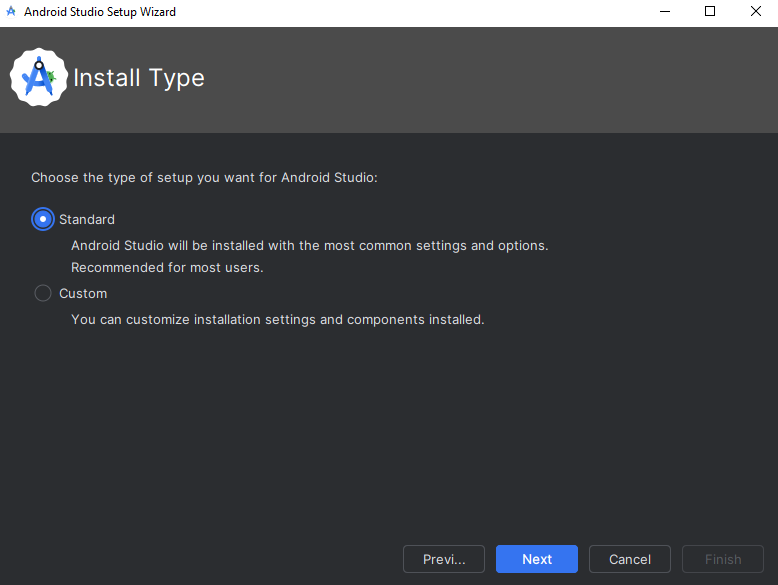 Android Studio Setup Wizard
Install Type
Choose the type of setup you want for Android Studio:
Standard
Android Studio will be installed with the most common settings and options.
Recommended for most users.
Custom
You can customize installation settings and components installed.
Previ... Next Cancel Finish